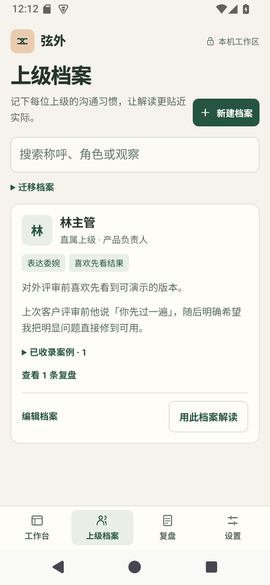 12:12
弦外
本机工作区
上级档案
记下每位上级的沟通习惯，让解读更贴近
实际。
新建档案
搜索称呼、角色或观察
迁移档案
林
林主管
直属上级 · 产品负责人
表达委婉
喜欢先看结果
对外评审前喜欢先看到可演示的版本。
上次客户评审前他说「你先过一遍」，随后明确希望
我把明显问题直接修到可用。
已收录案例 · 1
查看 1 条复盘
编辑档案
用此档案解读
工作台
上级档案
复盘
设置